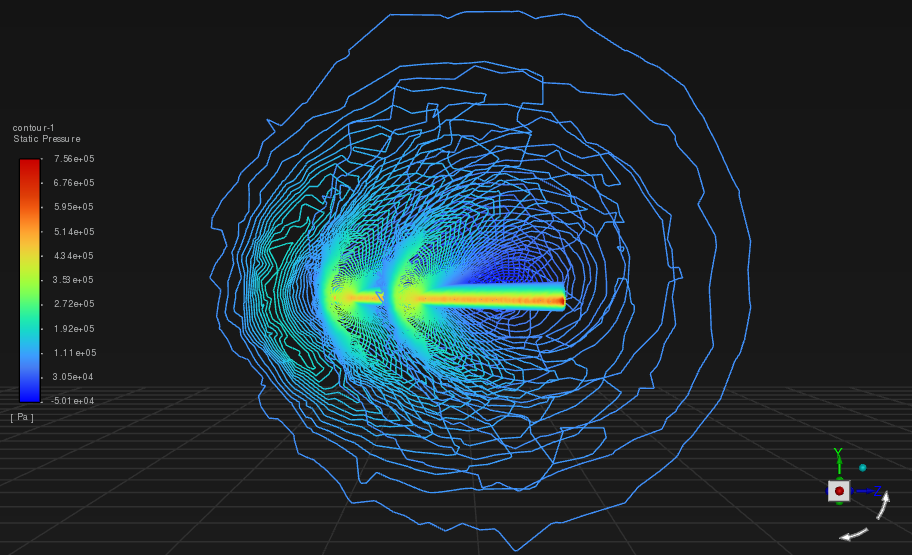 contour-1
Static Pressure
7.56e+05
6.76e+05
5.95e+05
5.14e+05
4.34e+05
3.53e+05
2.72e+05
1.92e+05
1.11e+05
3.05e+04
-5.01e+04
[ Pa ]
Y